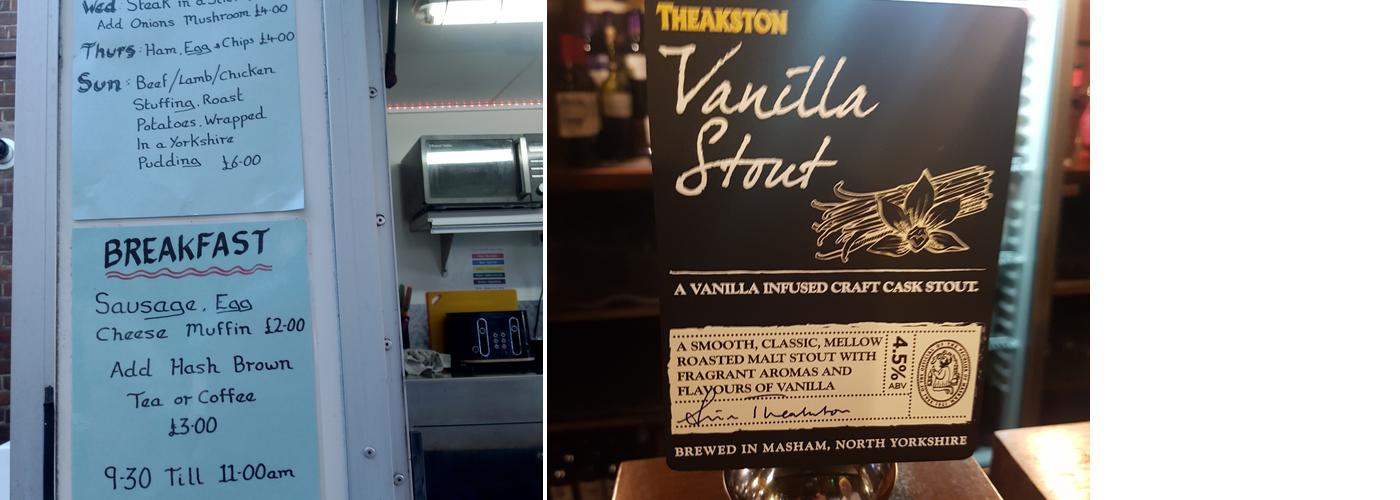 Wed: Steak in a
Add Onions Mushroom £4.00
Thurs: Ham, Egg & Chips £4.00
Sun: Beef/Lamb/Chicken
Stuffing, Roast
Potatoes, Wrapped
In a Yorkshire
Pudding £6.00
BREAKFAST
Sausage, Egg
Cheese Muffin £2.00
Add Hash Brown
Tea or Coffee
£3.00
9.30 Till 11.00am
THEAKSTON
Vanilla
Stout
A VANILLA INFUSED CRAFT CASK STOUT.
A SMOOTH, CLASSIC, MELLOW
ROASTED MALT STOUT WITH
FRAGRANT AROMAS AND
FLAVOURS OF VANILLA
4.5%
ABV
BREWED IN MASHAM, NORTH YORKSHIRE